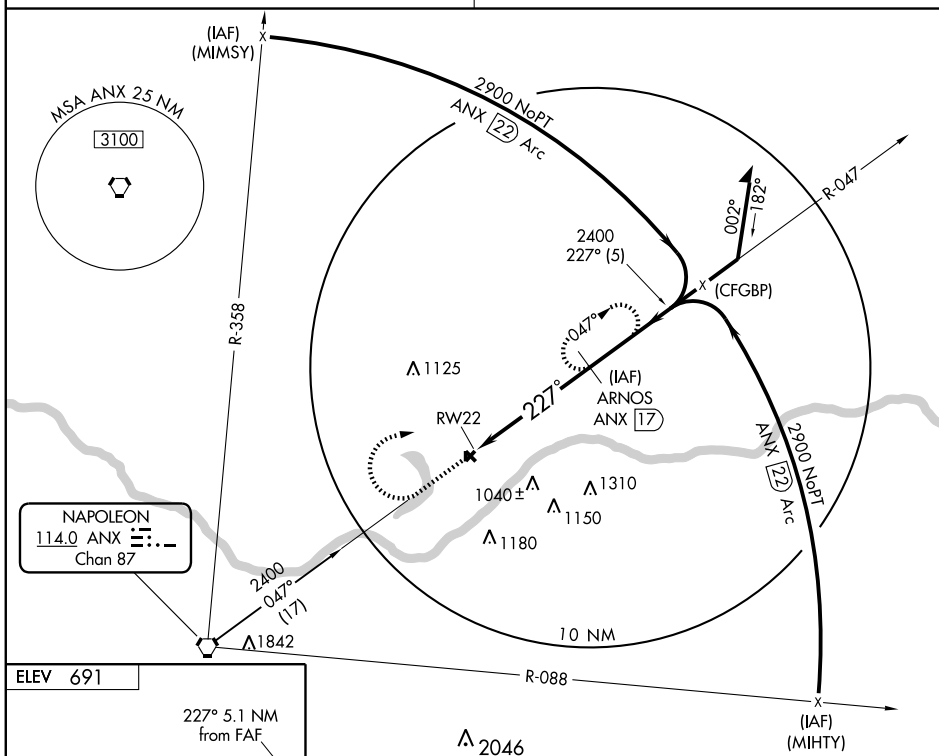 (IAF)
(MIMSY)
MSA ANX 25 NM
3100
2900 NoPT
ANX 22 Arc
R-047
002°
182°
2400
227° (5)
(CFGBP)
R-358
047°
1125
(IAF)
ARNOS
ANX 17
227°
RW22
2900 NoPT
ANX 22 Arc
1040±
1310
1150
1180
NAPOLEON
114.0 ANX
Chan 87
2400
047°
(17)
1842
10 NM
R-088
ELEV 691
(IAF)
(MIHTY)
227° 5.1 NM
from FAF
2046